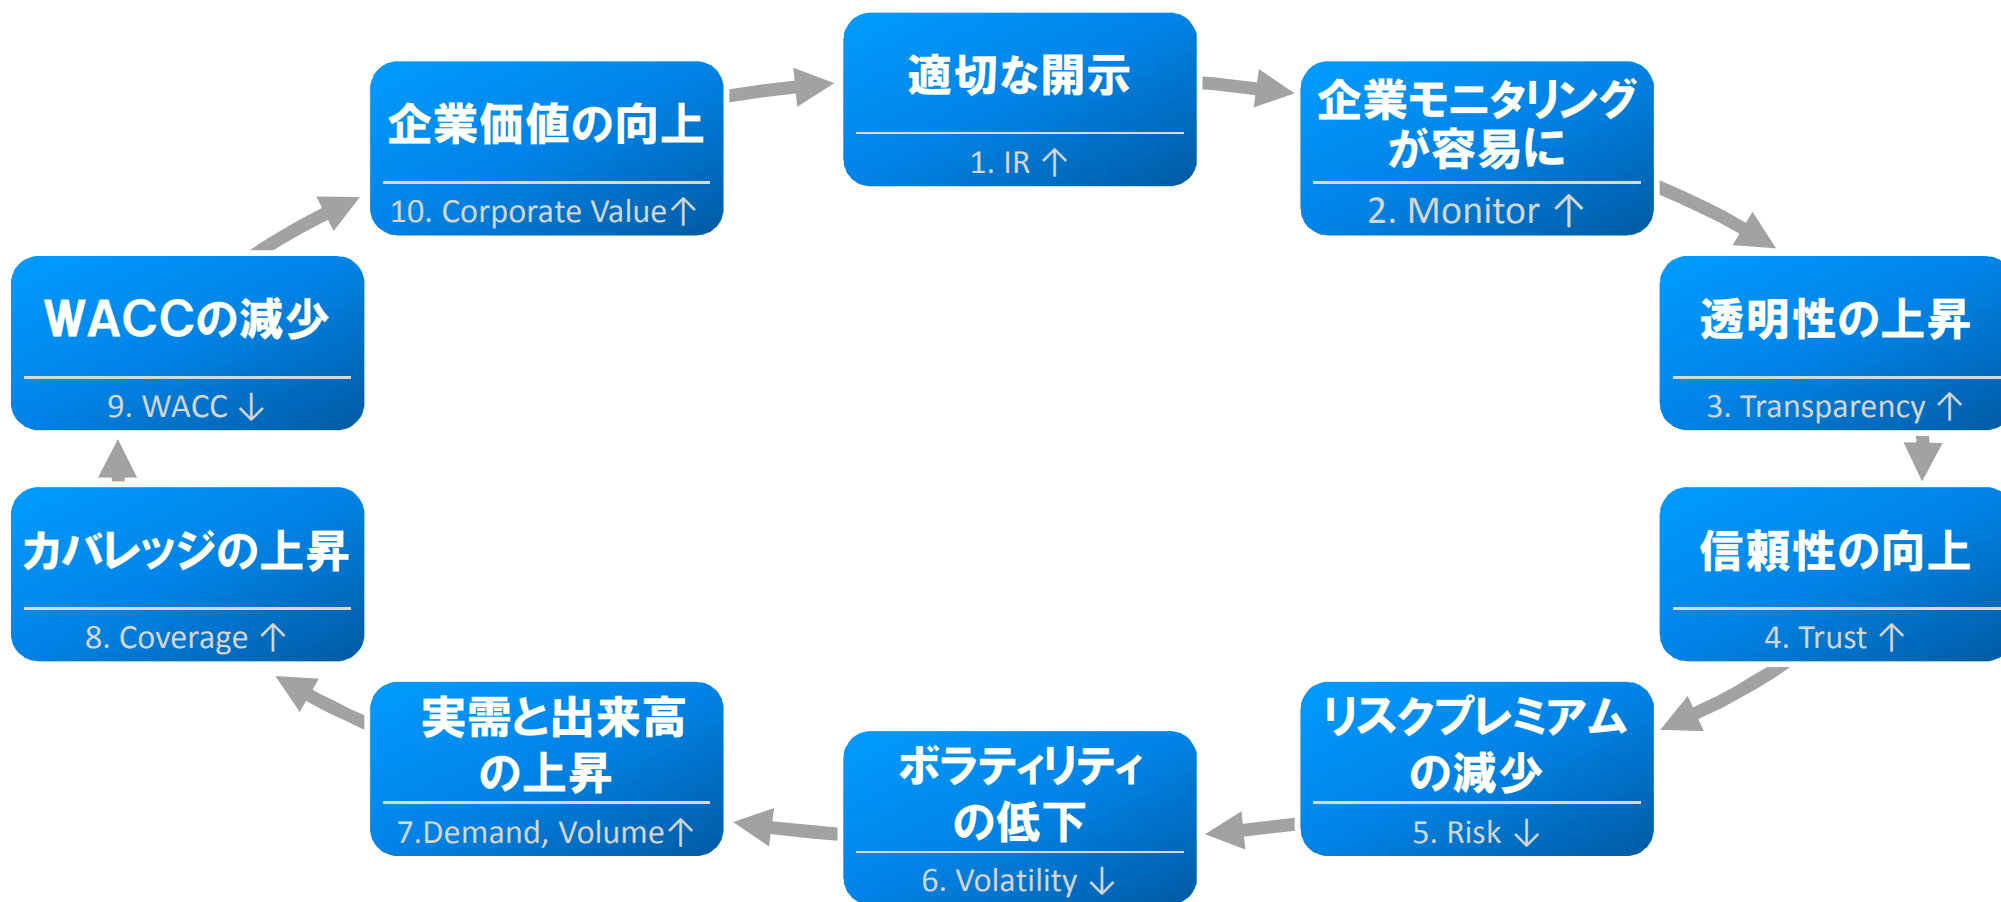 適切な開示
1. IR ↑
企業モニタリング
が容易に
2. Monitor ↑
透明性の上昇
3. Transparency ↑
信頼性の向上
4. Trust ↑
リスクプレミアム
の減少
5. Risk ↓
ボラティリティ
の低下
6. Volatility ↓
実需と出来高
の上昇
7.Demand, Volume↑
カバレッジの上昇
8. Coverage ↑
WACCの減少
9. WACC ↓
企業価値の向上
10. Corporate Value↑